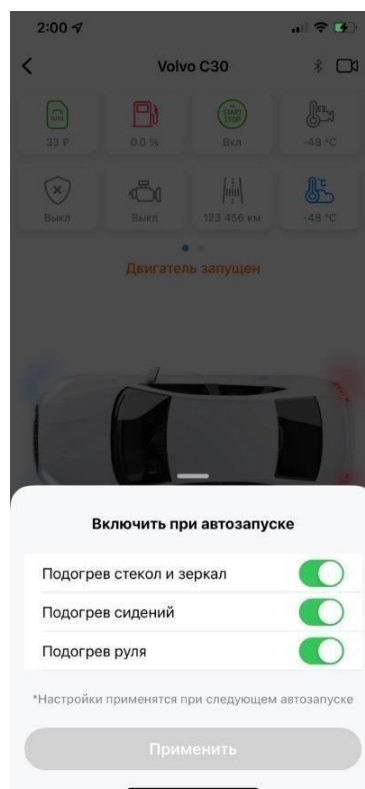 2:00
Volvo C30
sim
START
STOP
33 ₽
0.0 %
Вкл
-48 °C
°C
Выкл
Выкл
123 456 км
-48 °C
Двигатель запущен
Включить при автозапуске
Подогрев стекол и зеркал
Подогрев сидений
Подогрев руля
*Настройки применятся при следующем автозапуске
Применить